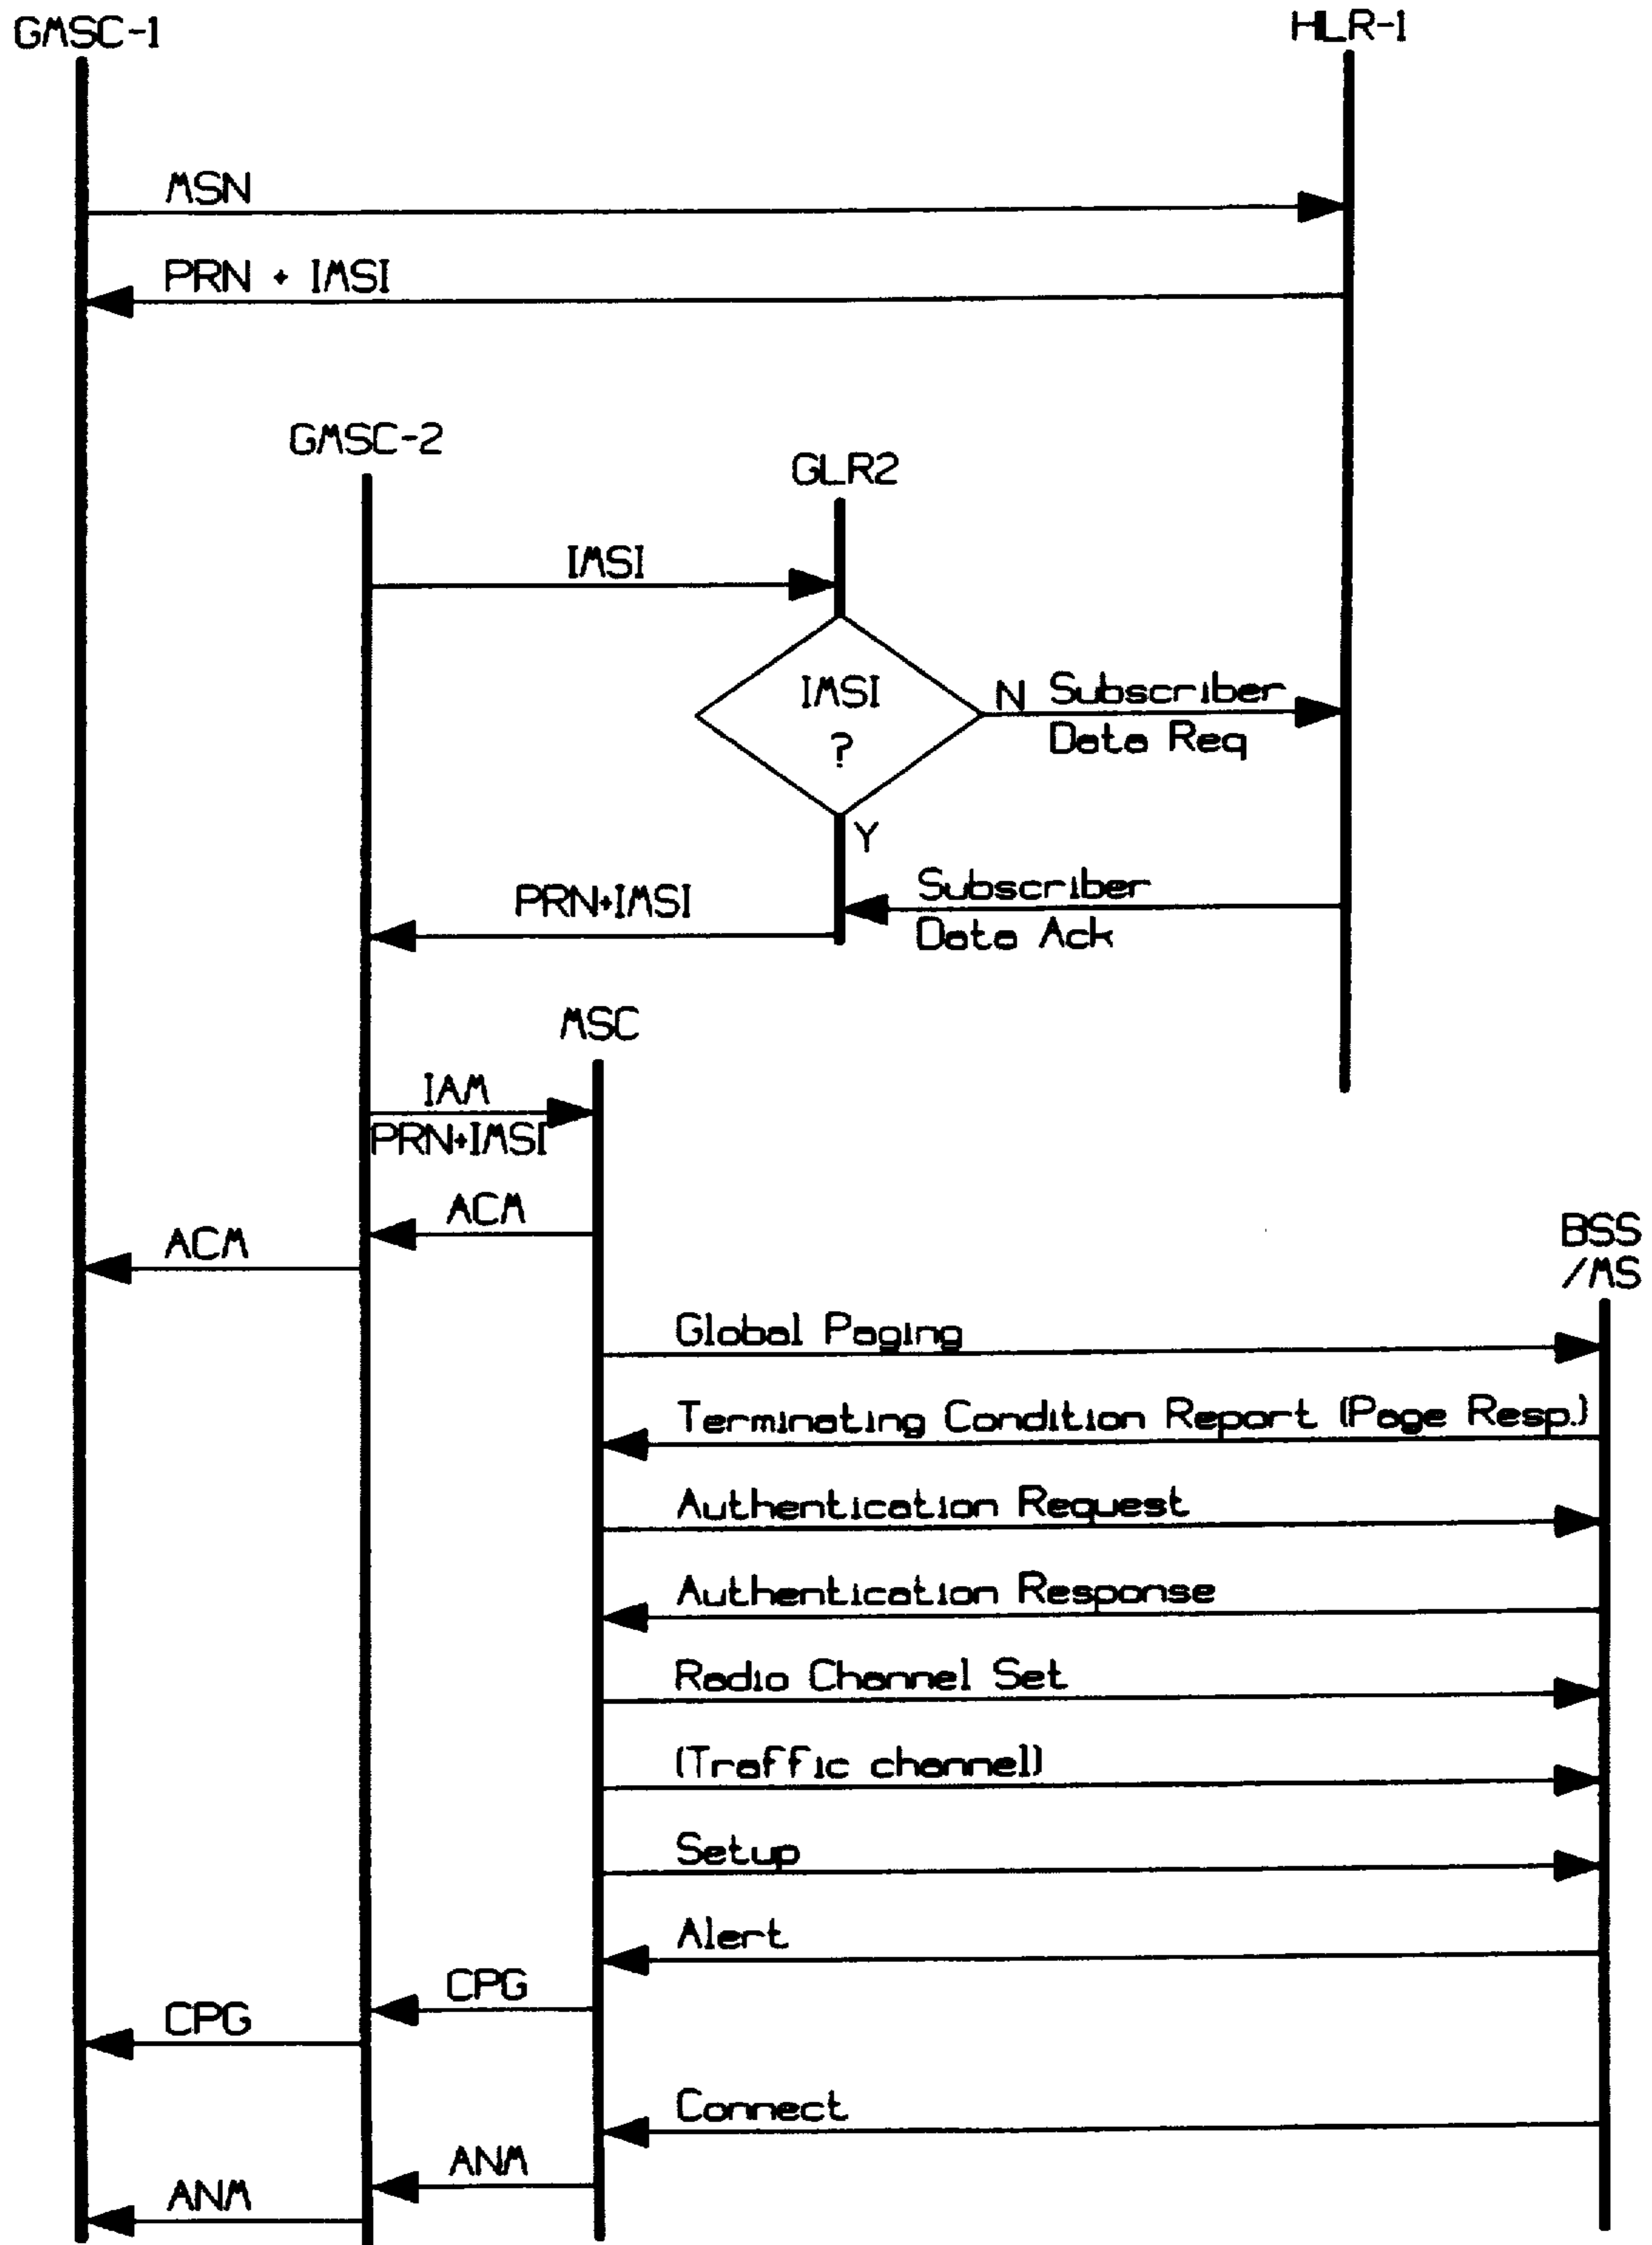 GMSC-1
HLR-1
MSN
PRN + IMSI
GMSC-2
GLR2
IMSI
IMSI
?
N Subscriber
Data Req
Y
Subscriber
Data Ack
PRN+IMSI
MSC
IAM
PRN+IMSI
ACM
ACM
BSS
/MS
Global Paging
Terminating Condition Report (Page Resp.)
Authentication Request
Authentication Response
Radio Channel Set
(Traffic channel)
Setup
Alert
CPG
CPG
Connect
ANM
ANM